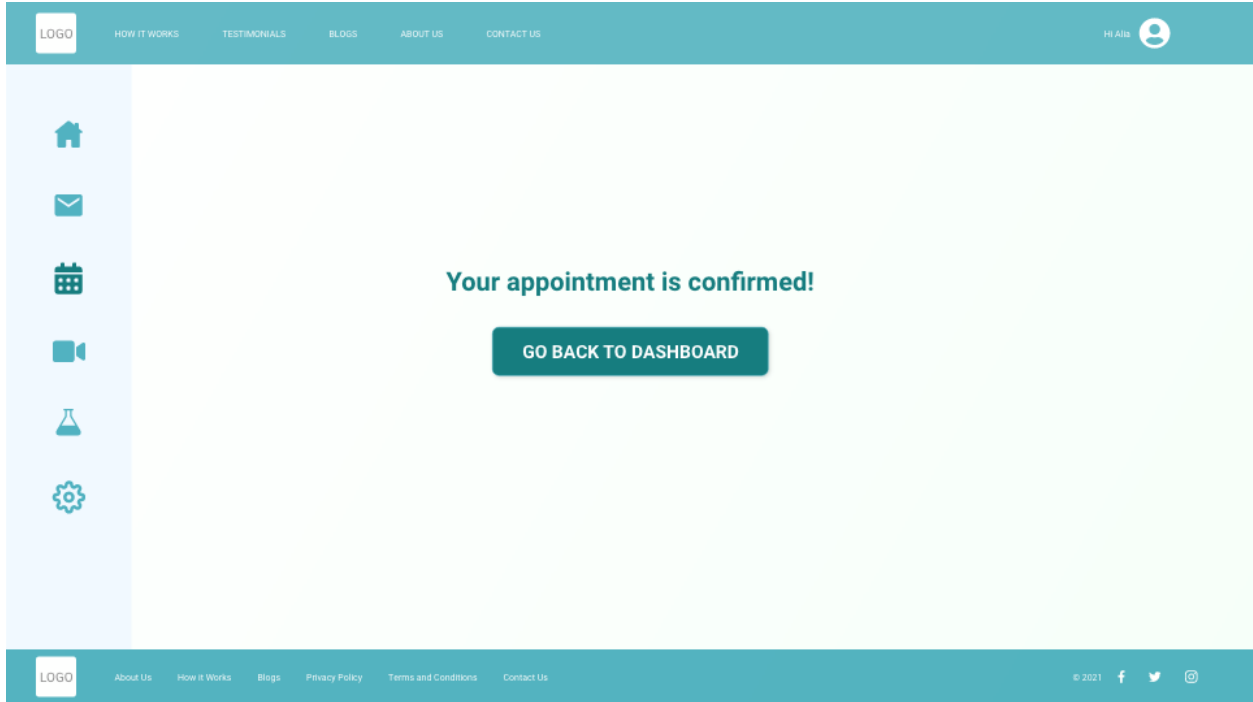 LOGO HOW IT WORKS TESTIMONIALS BLOGS ABOUT US CONTACT US Hi Alia
Your appointment is confirmed!
GO BACK TO DASHBOARD
LOGO About Us How it Works Blogs Privacy Policy Terms and Conditions Contact Us © 2021